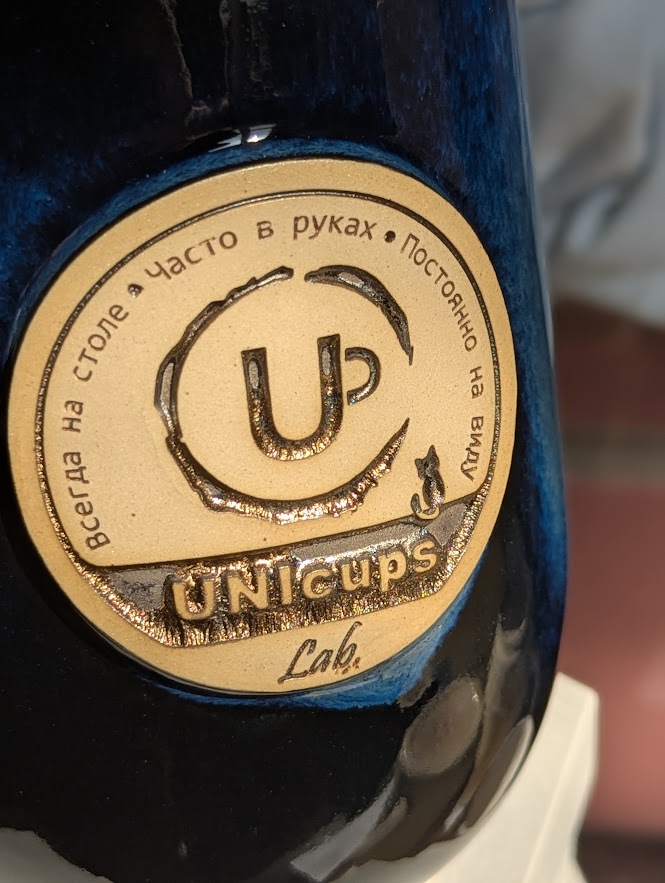 Всегда на столе • Часто в руках • Постоянно на виду
U
UNIcups
Lab.